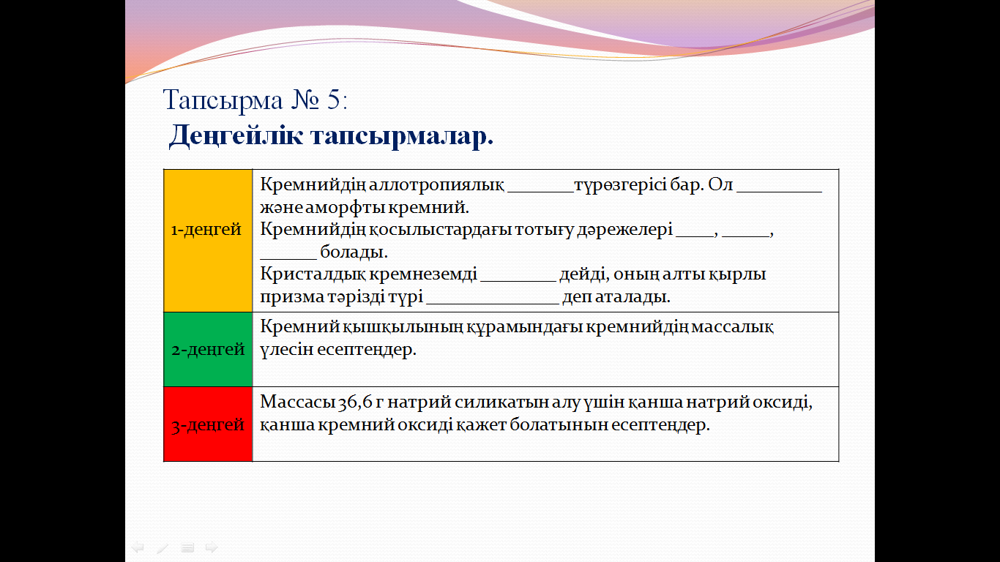 Тапсырма № 5:
Деңгейлік тапсырмалар.
1-деңгей
Кремнийдің аллотропиялық _______түрөзгерісі бар. Ол _________
және аморфты кремний.
Кремнийдің қосылыстардағы тотығу дәрежелері ____, _____,
______ болады.
Кристалдық кремнеземді ________ дейді, оның алты қырлы
призма тәрізді түрі ______________ деп аталады.
2-деңгей
Кремний қышқылының құрамындағы кремнийдің массалық
үлесін есептеңдер.
3-деңгей
Массасы 36,6 г натрий силикатын алу үшін қанша натрий оксиді,
қанша кремний оксиді қажет болатынын есептеңдер.